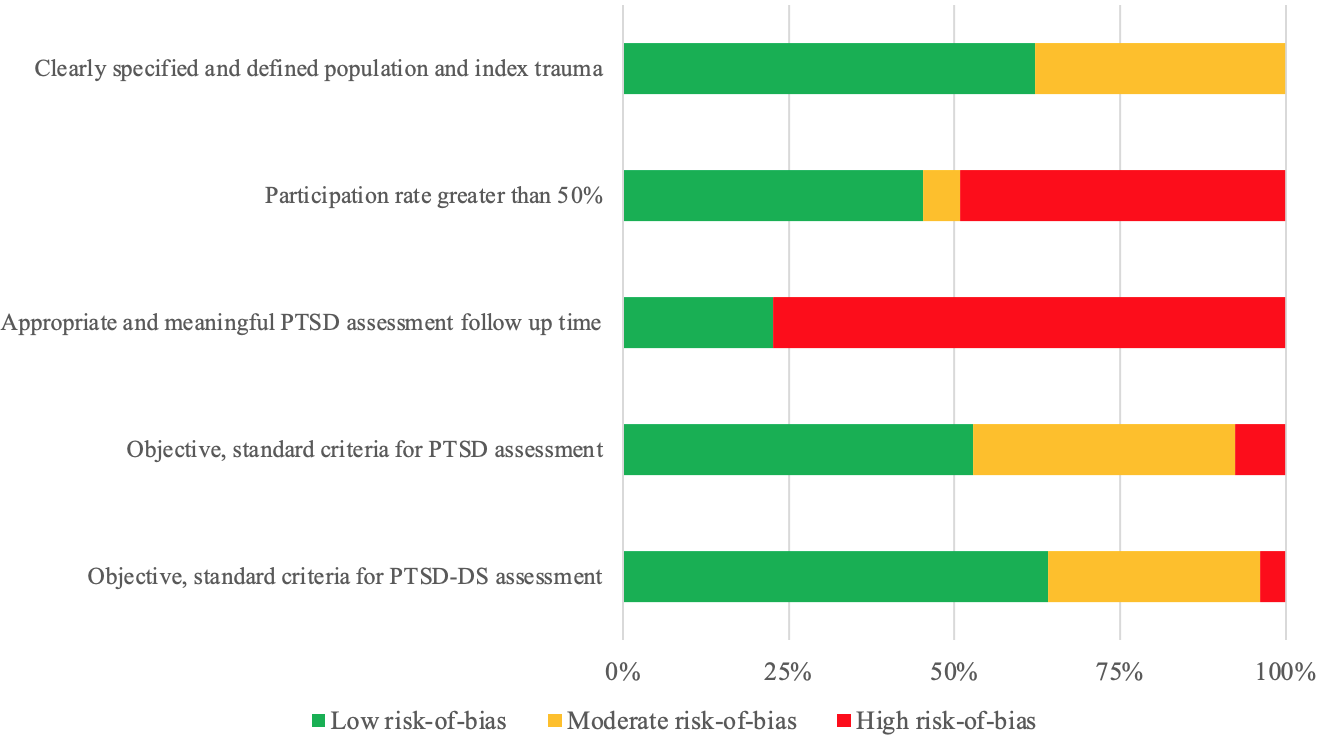 Clearly specified and defined population and index trauma
Participation rate greater than 50%
Appropriate and meaningful PTSD assessment follow up time
Objective, standard criteria for PTSD assessment
Objective, standard criteria for PTSD-DS assessment
0% 25% 50% 75% 100%
Low risk-of-bias Moderate risk-of-bias High risk-of-bias